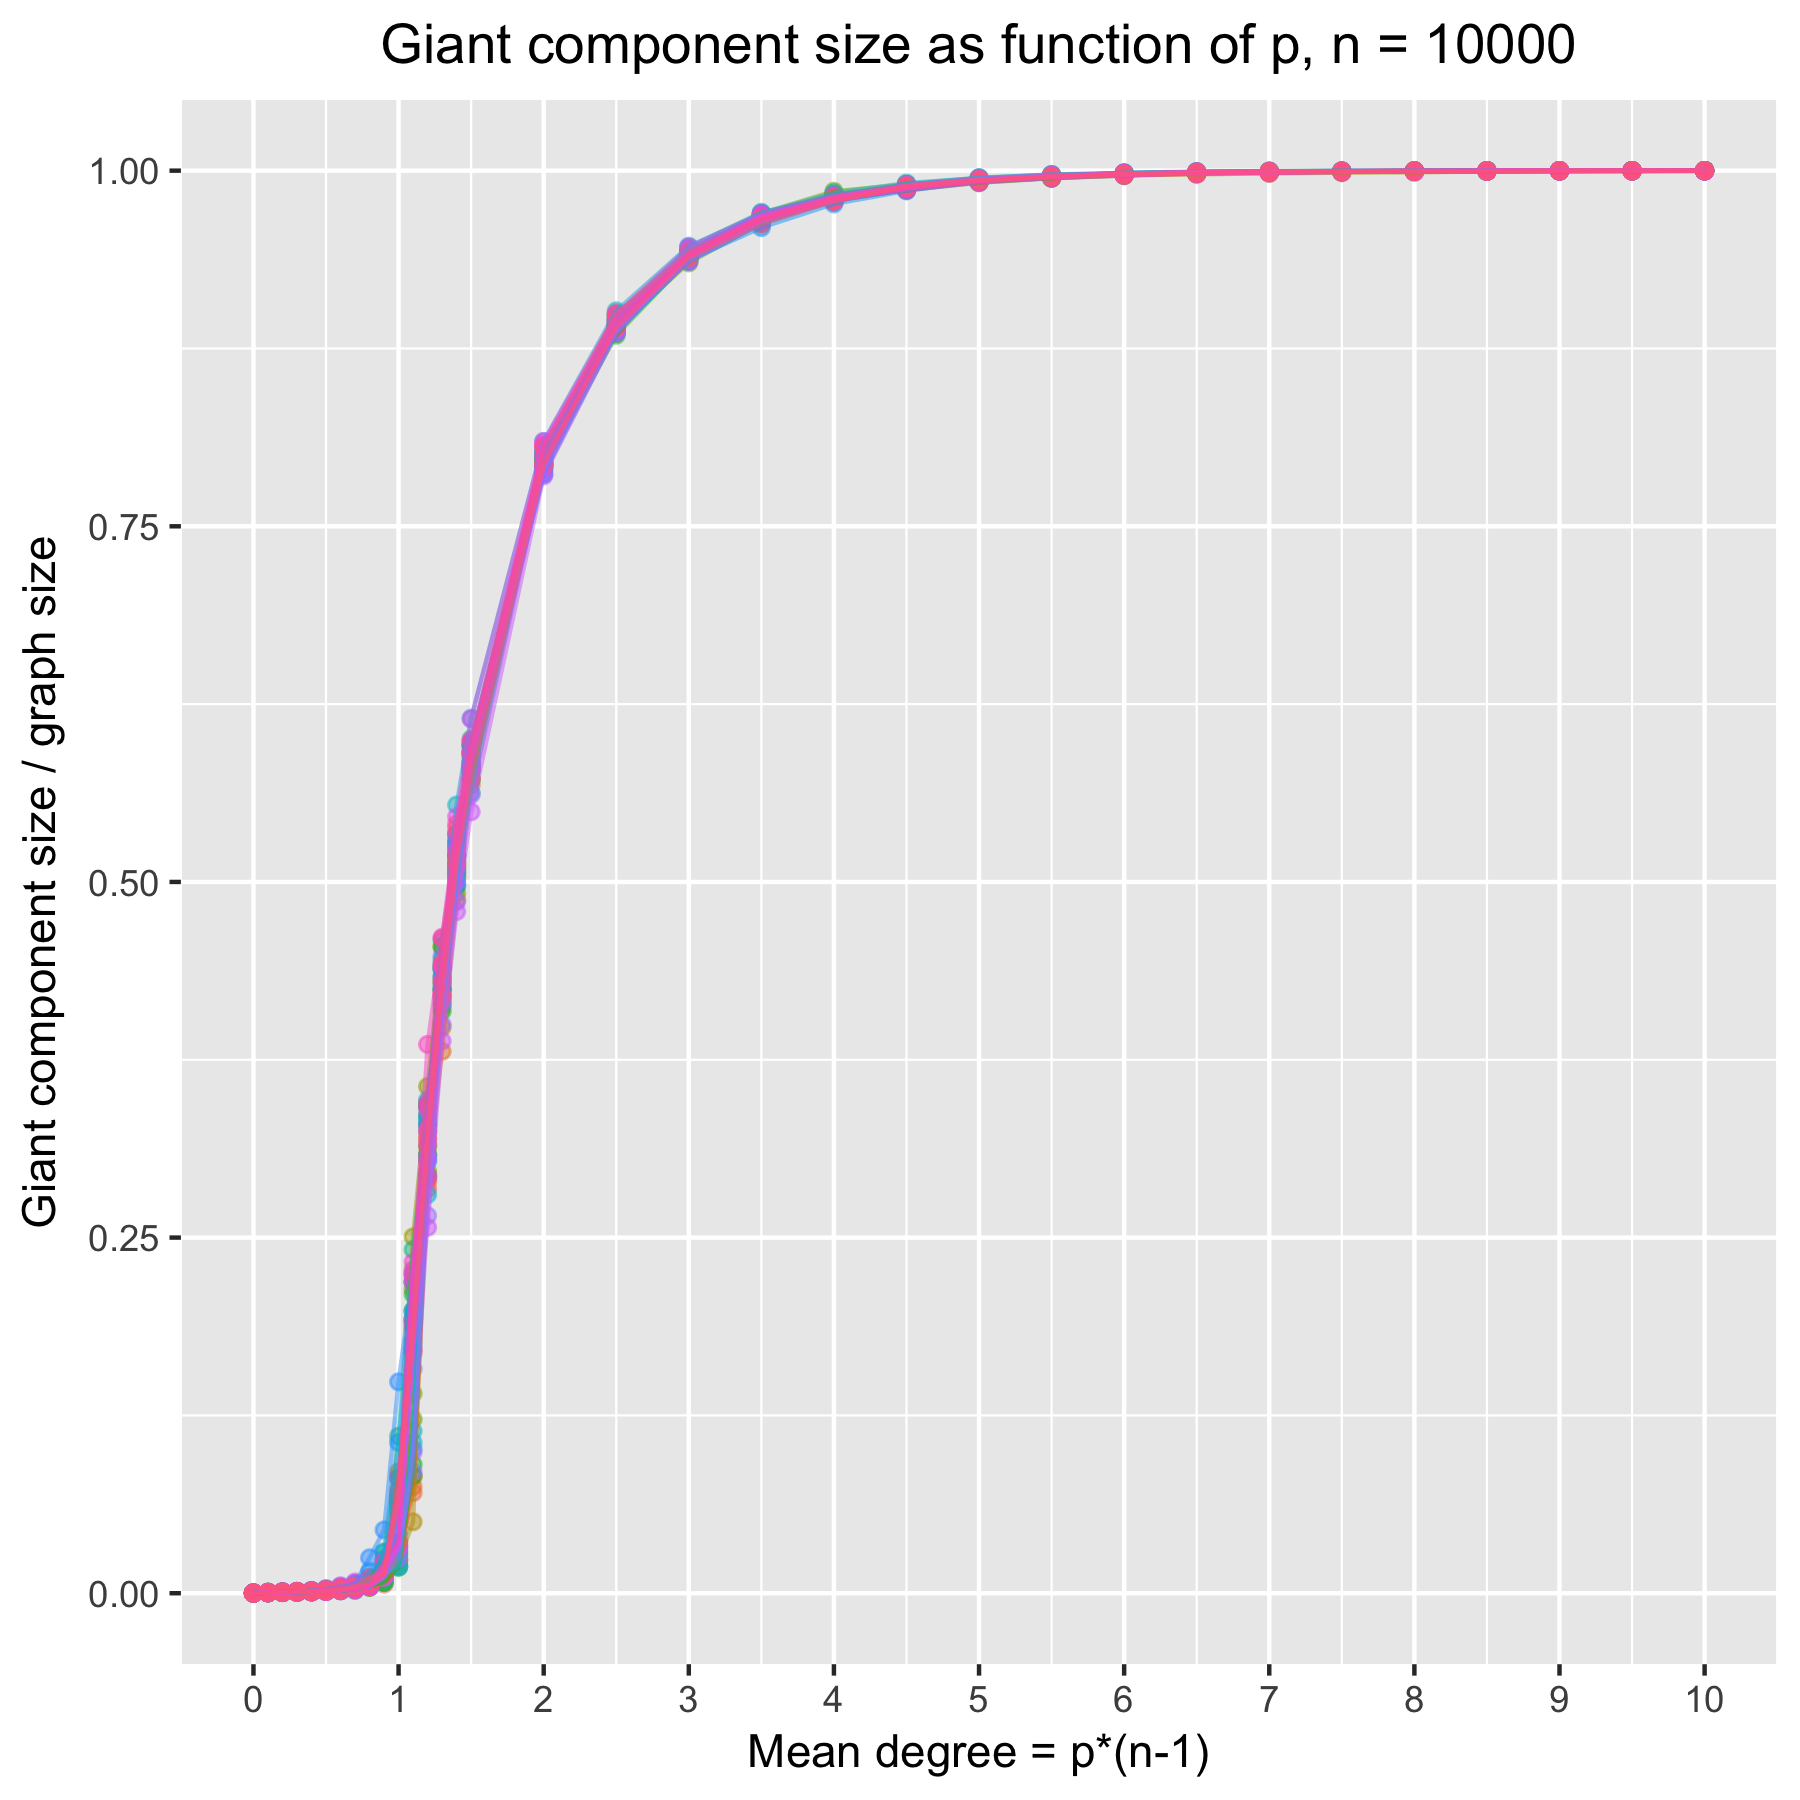 Giant component size as function of p, n = 10000
Giant component size / graph size
1.00
0.75
0.50
0.25
0.00
0 1 2 3 4 5 6 7 8 9 10
Mean degree = p*(n-1)